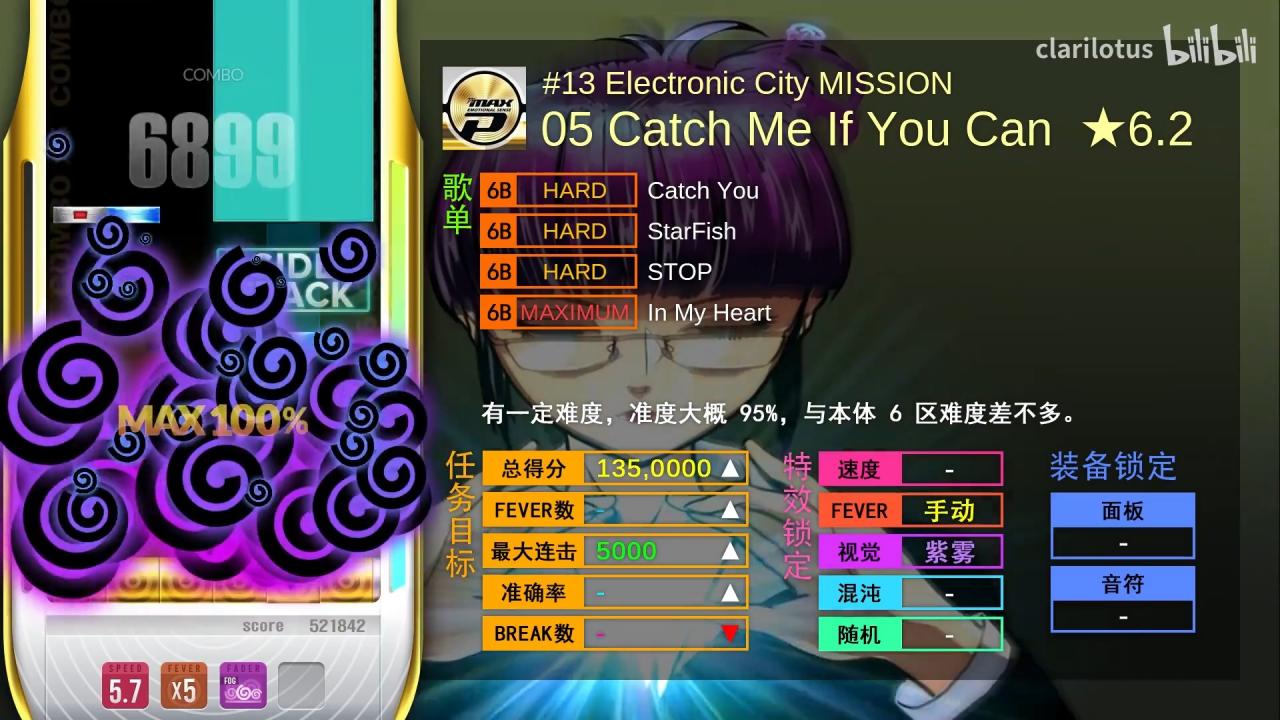 COMBO
6899
MAX 100%
score 521842
SPEED
5.7
FEVER
X5
FADER
FOG
clarilotus bilibili
MAX
#13 Electronic City MISSION
05 Catch Me If You Can ★6.2
歌单
6B HARD Catch You
6B HARD StarFish
6B HARD STOP
6B MAXIMUM In My Heart
有一定难度，准度大概 95%，与本体 6 区难度差不多。
任务目标
总得分 135,0000 ▲
FEVER数 - ▲
最大连击 5000 ▲
准确率 - ▲
BREAK数 - ▼
特效锁定
速度 -
FEVER 手动
视觉 紫雾
混沌 -
随机 -
装备锁定
面板
-
音符
-